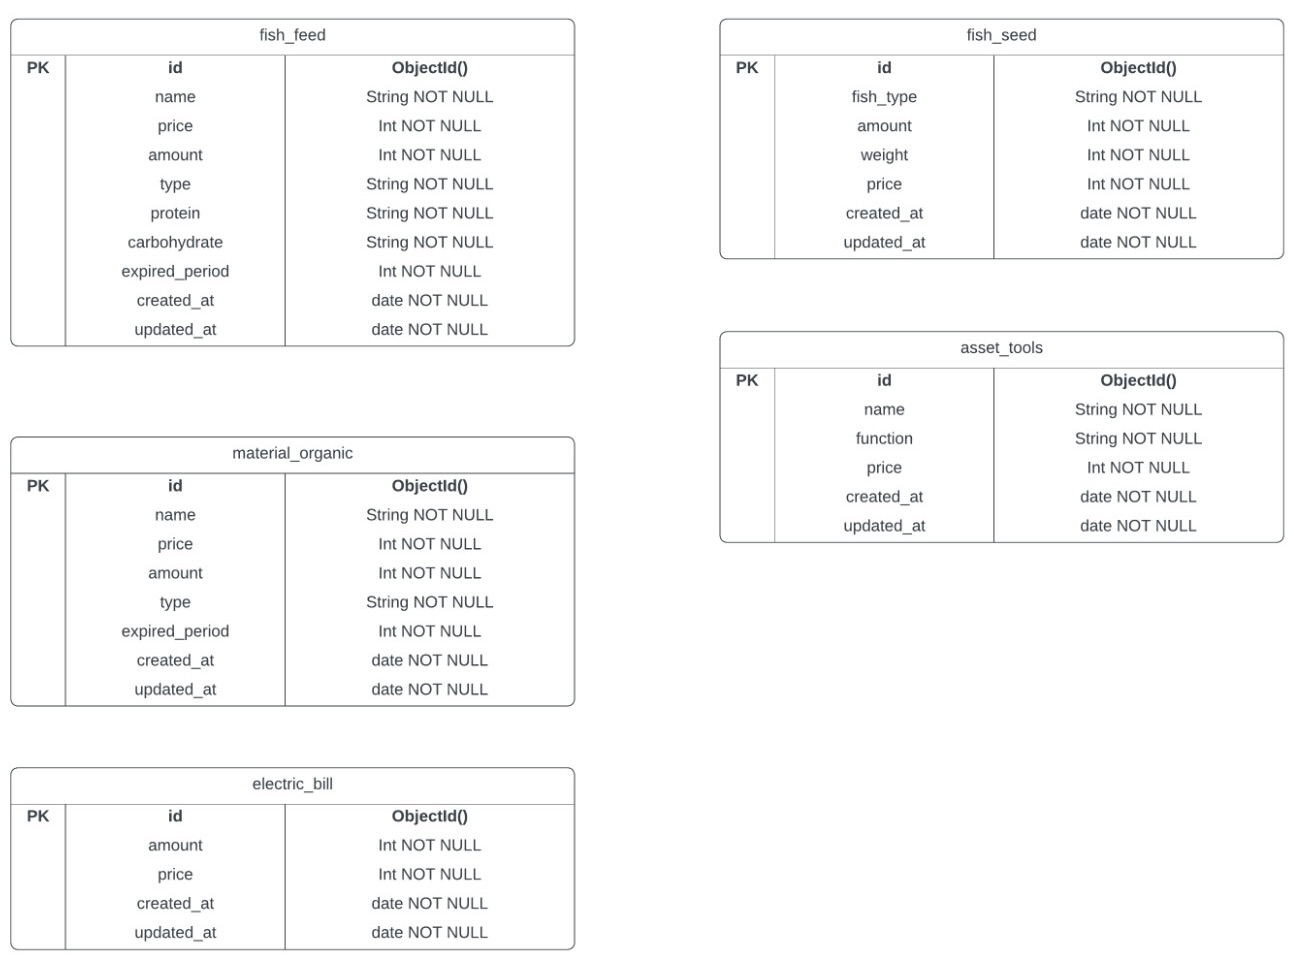 fish_feed
PK id ObjectId()
name String NOT NULL
price Int NOT NULL
amount Int NOT NULL
type String NOT NULL
protein String NOT NULL
carbohydrate String NOT NULL
expired_period Int NOT NULL
created_at date NOT NULL
updated_at date NOT NULL
material_organic
PK id ObjectId()
name String NOT NULL
price Int NOT NULL
amount Int NOT NULL
type String NOT NULL
expired_period Int NOT NULL
created_at date NOT NULL
updated_at date NOT NULL
electric_bill
PK id ObjectId()
amount Int NOT NULL
price Int NOT NULL
created_at date NOT NULL
updated_at date NOT NULL
fish_seed
PK id ObjectId()
fish_type String NOT NULL
amount Int NOT NULL
weight Int NOT NULL
price Int NOT NULL
created_at date NOT NULL
updated_at date NOT NULL
asset_tools
PK id ObjectId()
name String NOT NULL
function String NOT NULL
price Int NOT NULL
created_at date NOT NULL
updated_at date NOT NULL